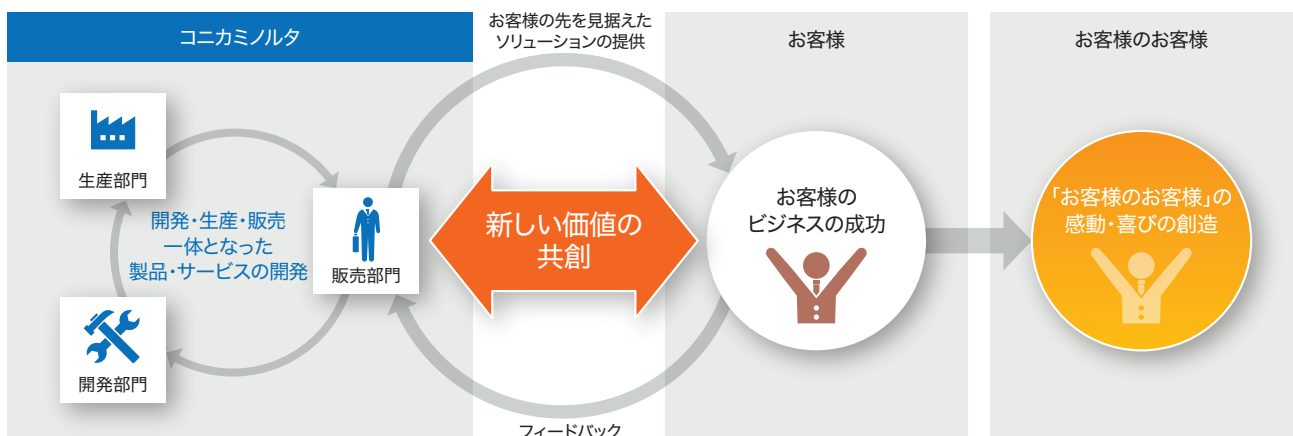 コニカミノルタ
お客様の先を見据えた
ソリューションの提供
お客様
お客様のお客様
生産部門
開発・生産・販売
一体となった
製品・サービスの開発
販売部門
開発部門
新しい価値の
共創
お客様の
ビジネスの成功
「お客様のお客様」の
感動・喜びの創造
フィードバック